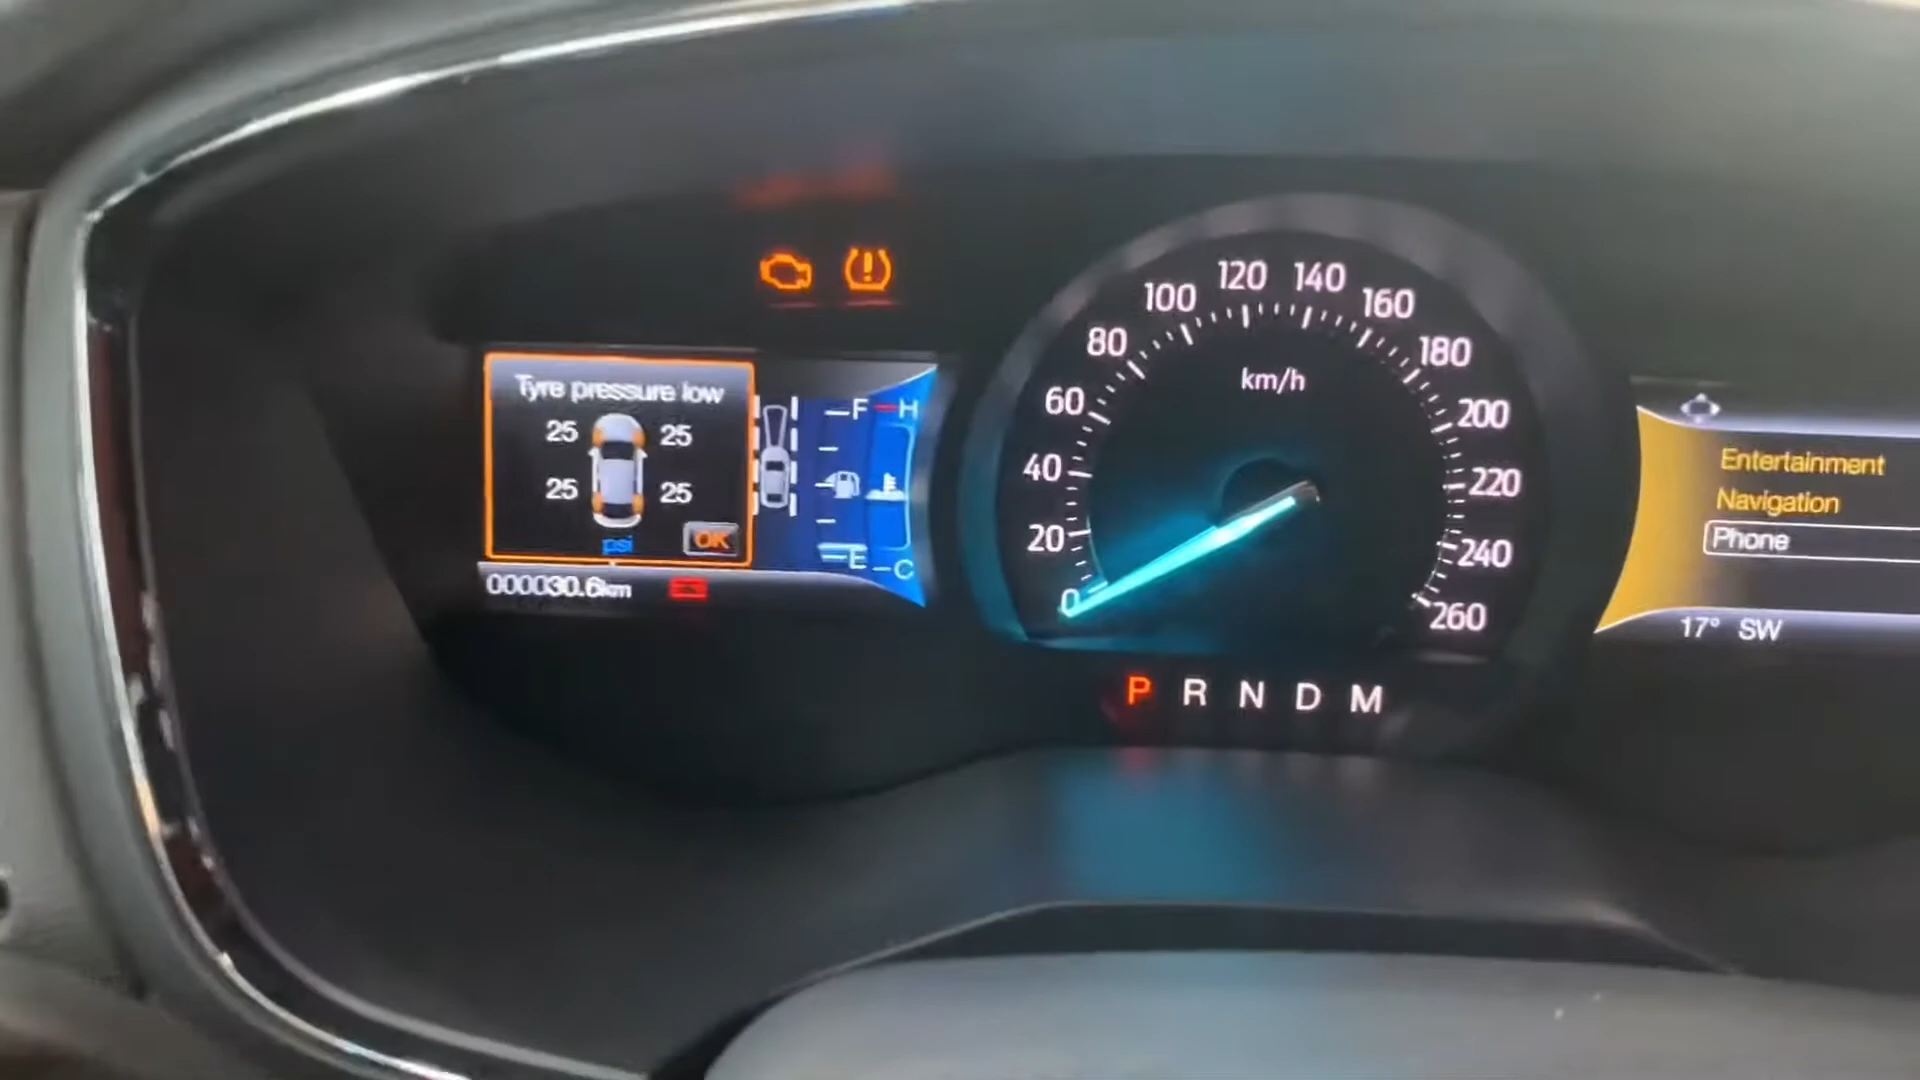 Tyre pressure low
25 25
25 25
psi OK
000030.6km
F H
E C
0 20 40 60 80 100 120 140 160 180 200 220 240 260
km/h
P R N D M
Entertainment
Navigation
Phone
17° SW